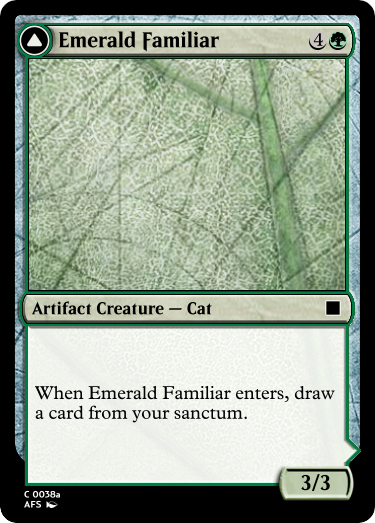 Emerald Familiar 4
Artifact Creature — Cat
When Emerald Familiar enters, draw
a card from your sanctum.
3/3
C 0038a
AFS